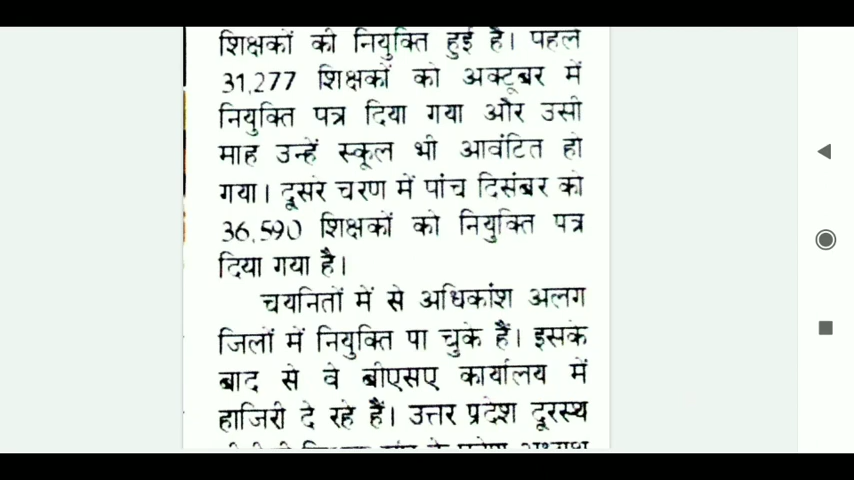 शिक्षकों की नियुक्ति हुई है। पहले
31,277 शिक्षकों को अक्टूबर में
नियुक्ति पत्र दिया गया और उसी
माह उन्हें स्कूल भी आवंटित हो
गया। दूसरे चरण में पांच दिसंबर को
36,590 शिक्षकों को नियुक्ति पत्र
दिया गया है।
चयनितों में से अधिकांश अलग
जिलों में नियुक्ति पा चुके हैं। इसके
बाद से वे बीएसए कार्यालय में
हाजिरी दे रहे हैं। उत्तर प्रदेश दूरस्थ